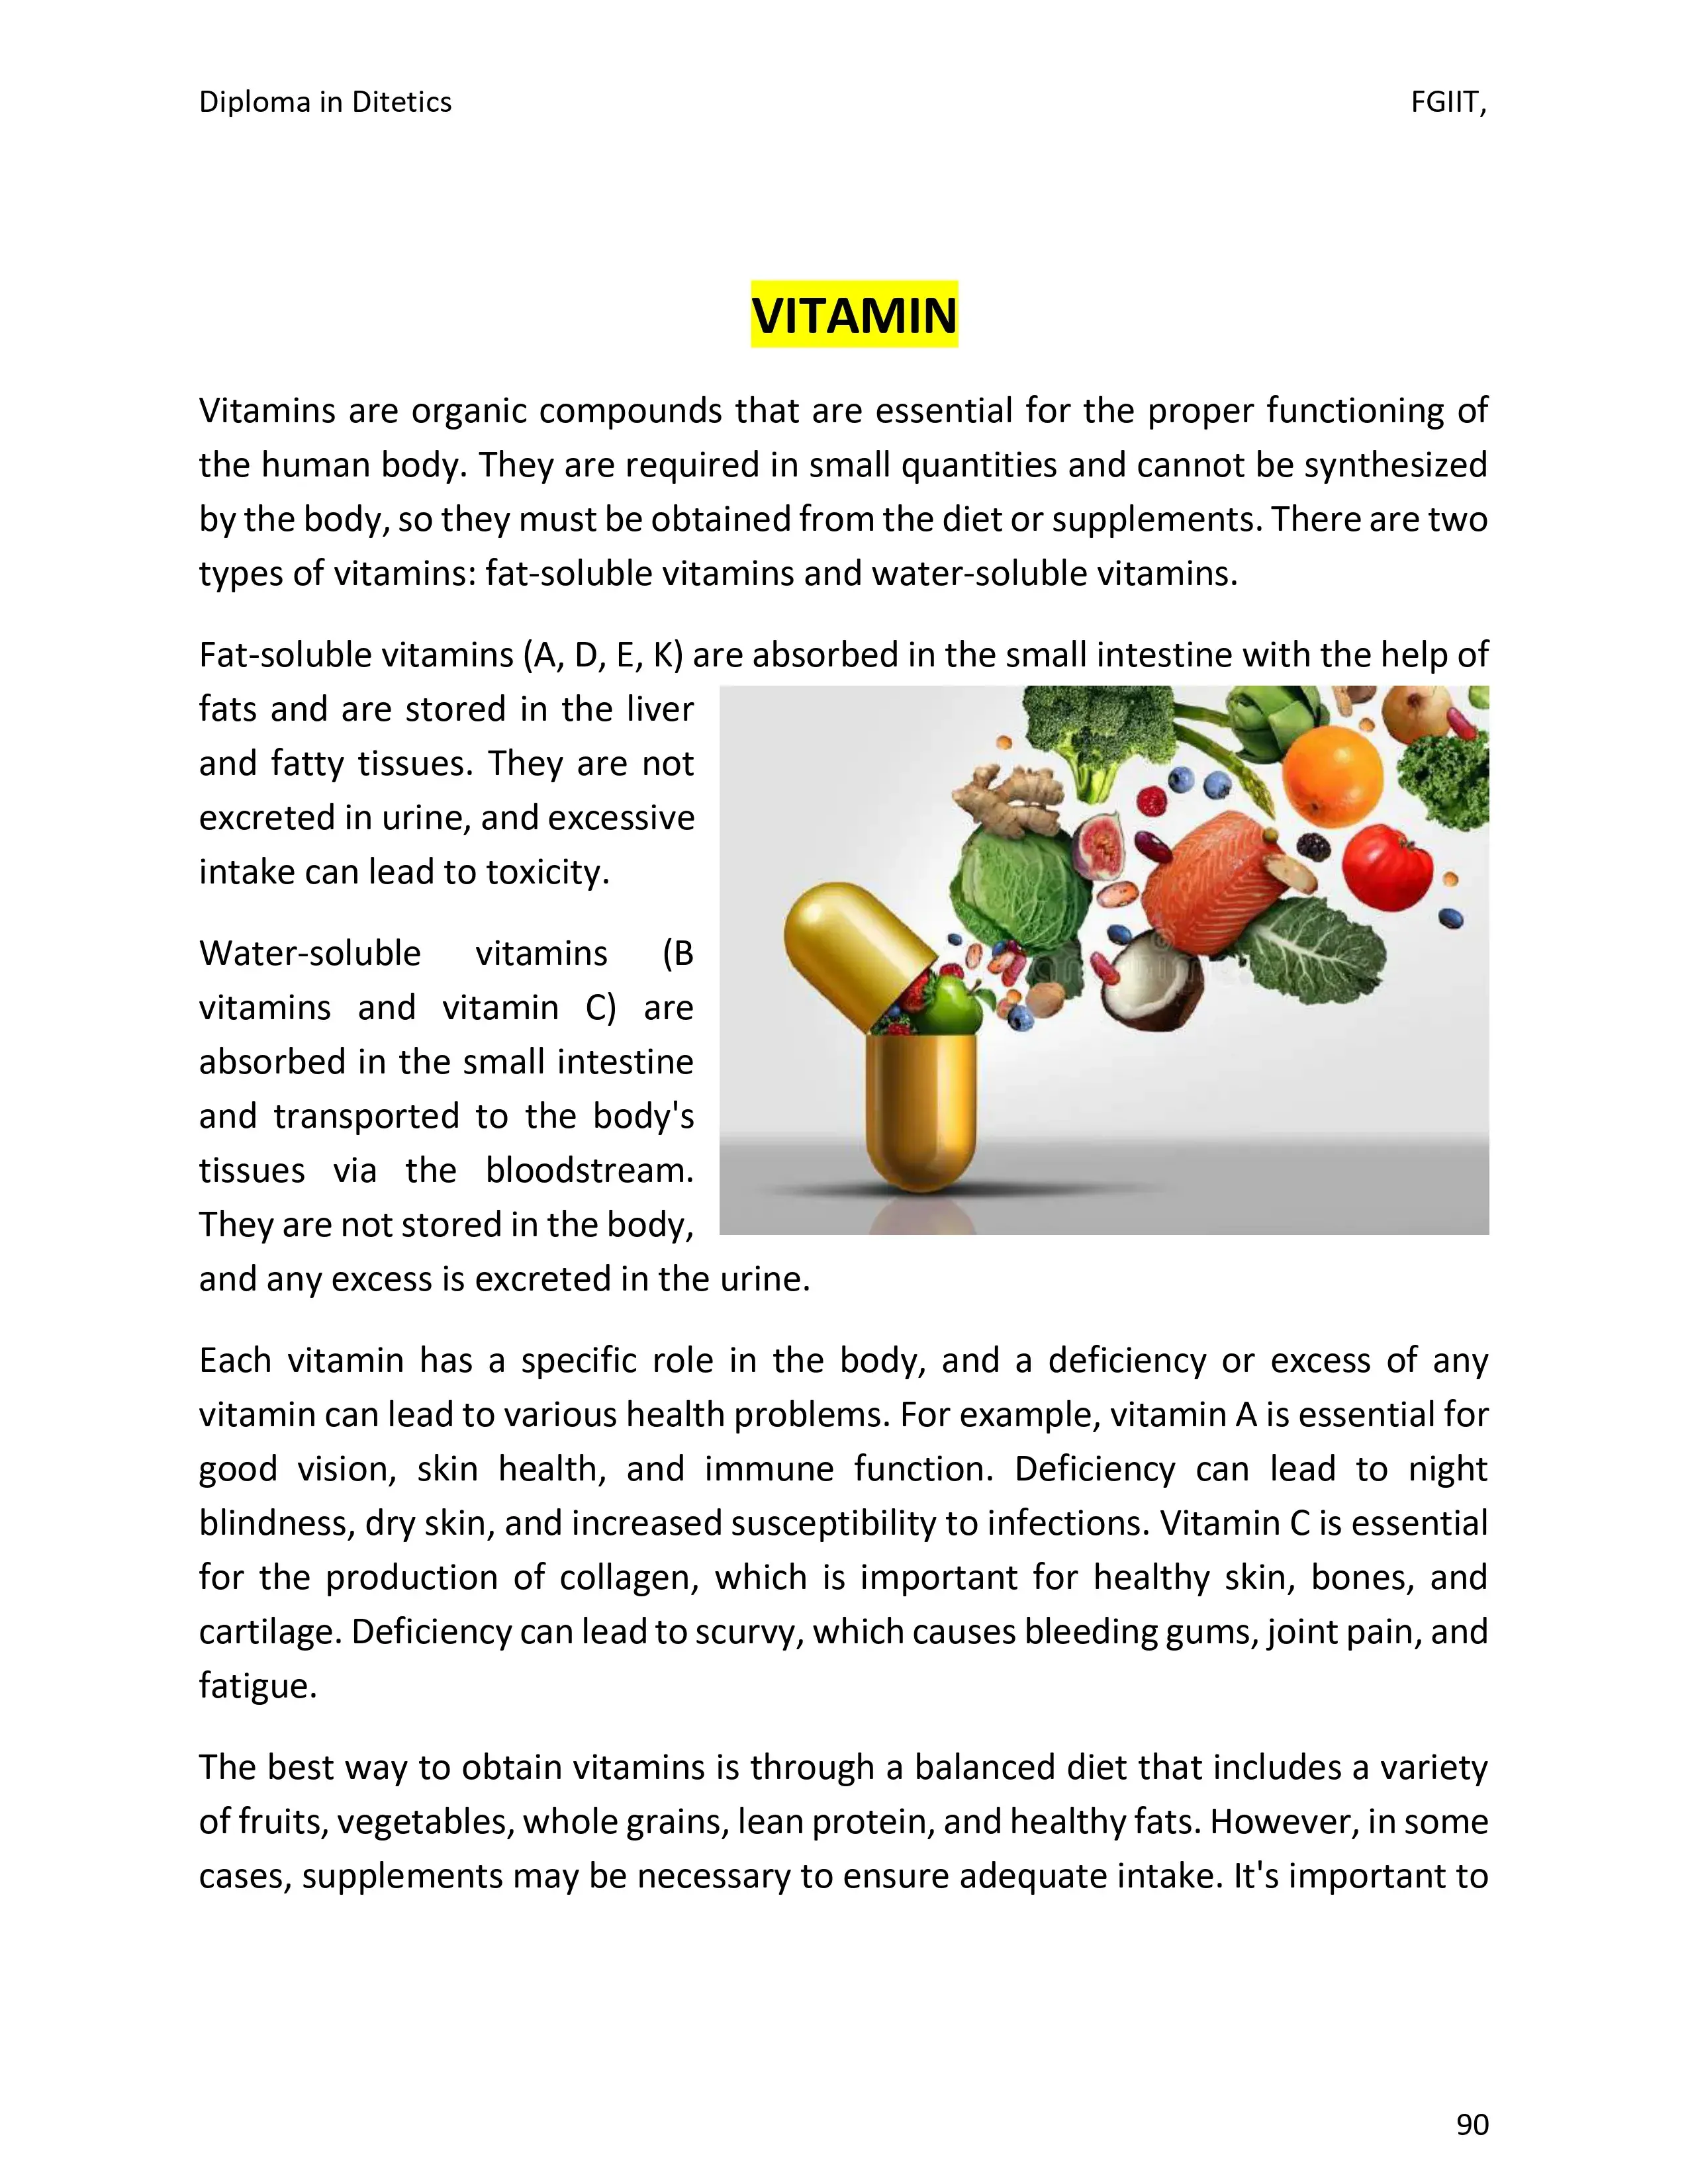 Diploma in Ditetics FGIIT,
VITAMIN
Vitamins are organic compounds that are essential for the proper functioning of
the human body. They are required in small quantities and cannot be synthesized
by the body, so they must be obtained from the diet or supplements. There are two
types of vitamins: fat-soluble vitamins and water-soluble vitamins.
Fat-soluble vitamins (A, D, E, K) are absorbed in the small intestine with the help of
fats and are stored in the liver
and fatty tissues. They are not
excreted in urine, and excessive
intake can lead to toxicity.
Water-soluble vitamins (B
vitamins and vitamin C) are
absorbed in the small intestine
and transported to the body's
tissues via the bloodstream.
They are not stored in the body,
and any excess is excreted in the urine.
Each vitamin has a specific role in the body, and a deficiency or excess of any
vitamin can lead to various health problems. For example, vitamin A is essential for
good vision, skin health, and immune function. Deficiency can lead to night
blindness, dry skin, and increased susceptibility to infections. Vitamin C is essential
for the production of collagen, which is important for healthy skin, bones, and
cartilage. Deficiency can lead to scurvy, which causes bleeding gums, joint pain, and
fatigue.
The best way to obtain vitamins is through a balanced diet that includes a variety
of fruits, vegetables, whole grains, lean protein, and healthy fats. However, in some
cases, supplements may be necessary to ensure adequate intake. It's important to
90